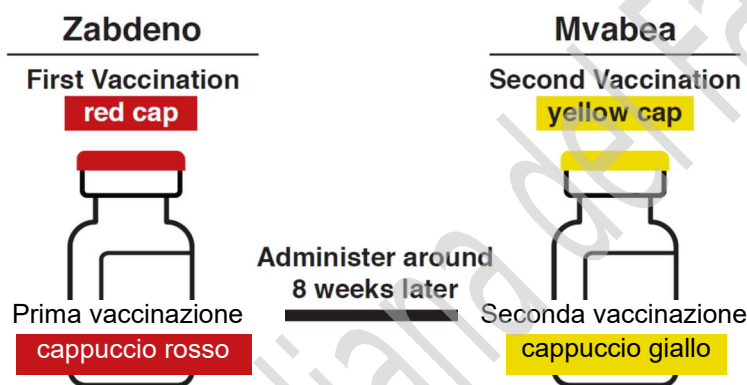 Zabdeno
First Vaccination
red cap
Mvabea
Second Vaccination
yellow cap
Administer around
8 weeks later
Prima vaccinazione
cappuccio rosso
Seconda vaccinazione
cappuccio giallo